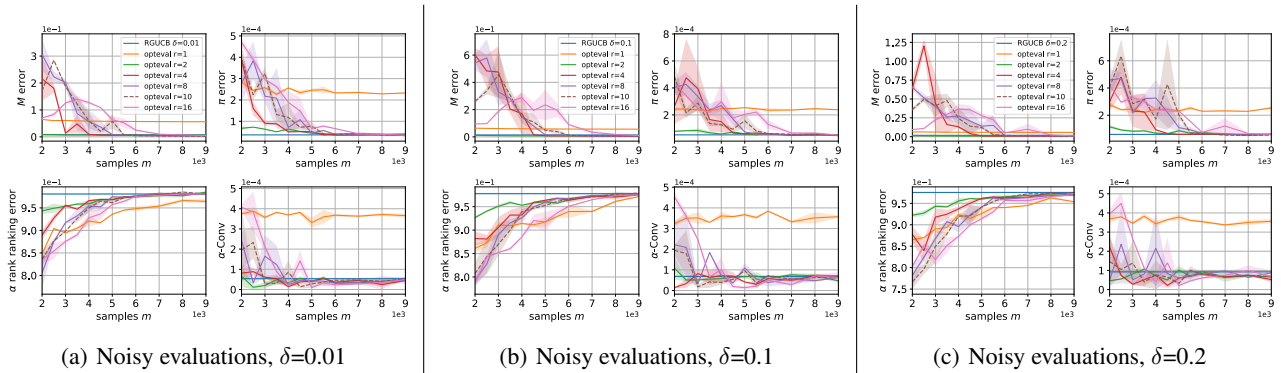 1e−1
M error
3
2
1
0
2 3 4 5 6 7 8 9
samples m
1e3
RGUCB δ=0.01
opteval r=1
opteval r=2
opteval r=4
opteval r=8
opteval r=10
opteval r=16
1e−4
π error
5
4
3
2
1
2 3 4 5 6 7 8 9
samples m
1e3
1e−1
α rank ranking error
9.5
9.0
8.5
8.0
2 3 4 5 6 7 8 9
samples m
1e3
1e−4
α-Conv
5
4
3
2
1
0
2 3 4 5 6 7 8 9
samples m
1e3
(a) Noisy evaluations, δ=0.01
1e−1
M error
6
4
2
0
2 3 4 5 6 7 8 9
samples m
1e3
RGUCB δ=0.1
opteval r=1
opteval r=2
opteval r=4
opteval r=8
opteval r=10
opteval r=16
1e−4
π error
6
4
2
2 3 4 5 6 7 8 9
samples m
1e3
1e−1
α rank ranking error
9.5
9.0
8.5
8.0
2 3 4 5 6 7 8 9
samples m
1e3
1e−4
α-Conv
5
4
3
2
1
0
2 3 4 5 6 7 8 9
samples m
1e3
(b) Noisy evaluations, δ=0.1
M error
1.25
1.00
0.75
0.50
0.25
0.00
2 3 4 5 6 7 8 9
samples m
1e3
RGUCB δ=0.2
opteval r=1
opteval r=2
opteval r=4
opteval r=8
opteval r=10
opteval r=16
1e−4
π error
6
4
2
2 3 4 5 6 7 8 9
samples m
1e3
1e−1
α rank ranking error
9.5
9.0
8.5
8.0
7.5
2 3 4 5 6 7 8 9
samples m
1e3
1e−4
α-Conv
5
4
3
2
1
0
2 3 4 5 6 7 8 9
samples m
1e3
(c) Noisy evaluations, δ=0.2